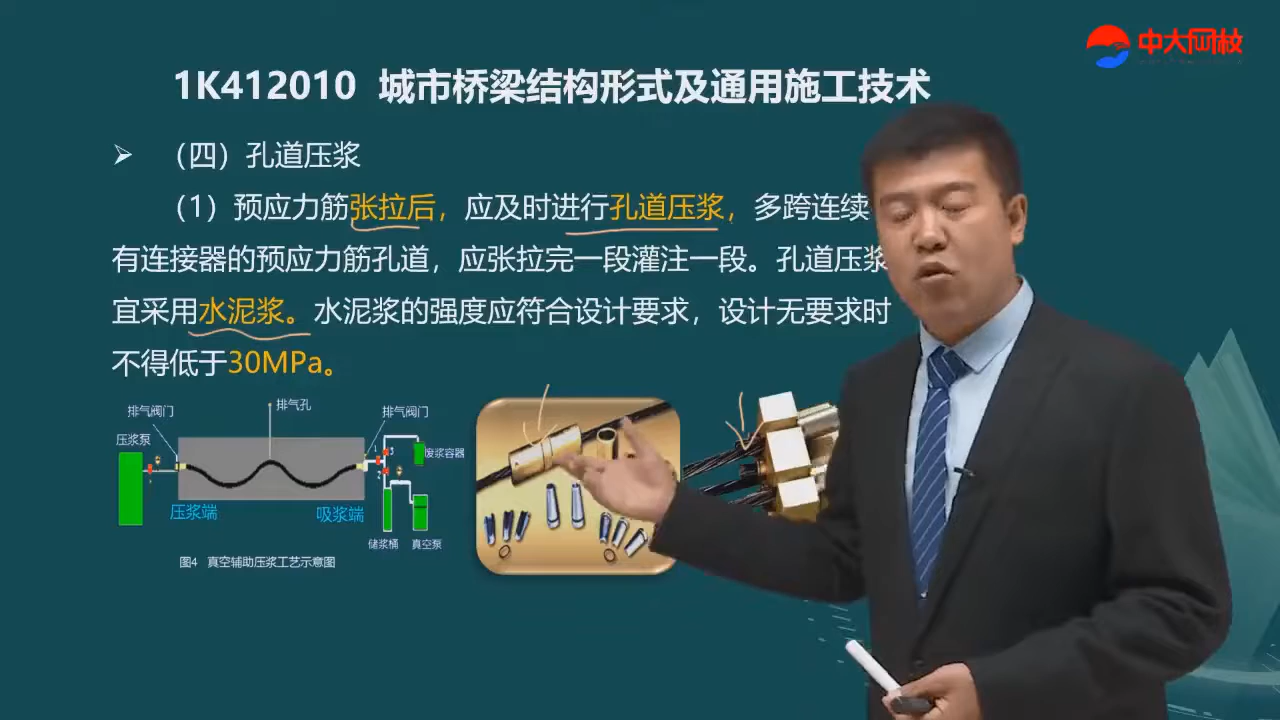 中大网校
1K412010 城市桥梁结构形式及通用施工技术
（四）孔道压浆
（1）预应力筋张拉后，应及时进行孔道压浆，多跨连续
有连接器的预应力筋孔道，应张拉完一段灌注一段。孔道压浆
宜采用水泥浆。水泥浆的强度应符合设计要求，设计无要求时
不得低于30MPa。
排气阀门
排气孔
排气阀门
压浆泵
废浆容器
压浆端
吸浆端
储浆桶
真空泵
图4 真空辅助压浆工艺示意图